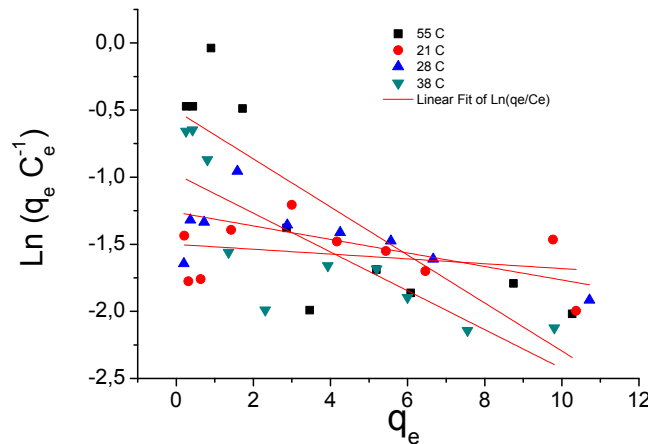 Ln (qₑ Cₑ⁻¹)
0,0
-0,5
-1,0
-1,5
-2,0
-2,5
55 C
21 C
28 C
38 C
Linear Fit of Ln(qe/Ce)
0 2 4 6 8 10 12
qₑ